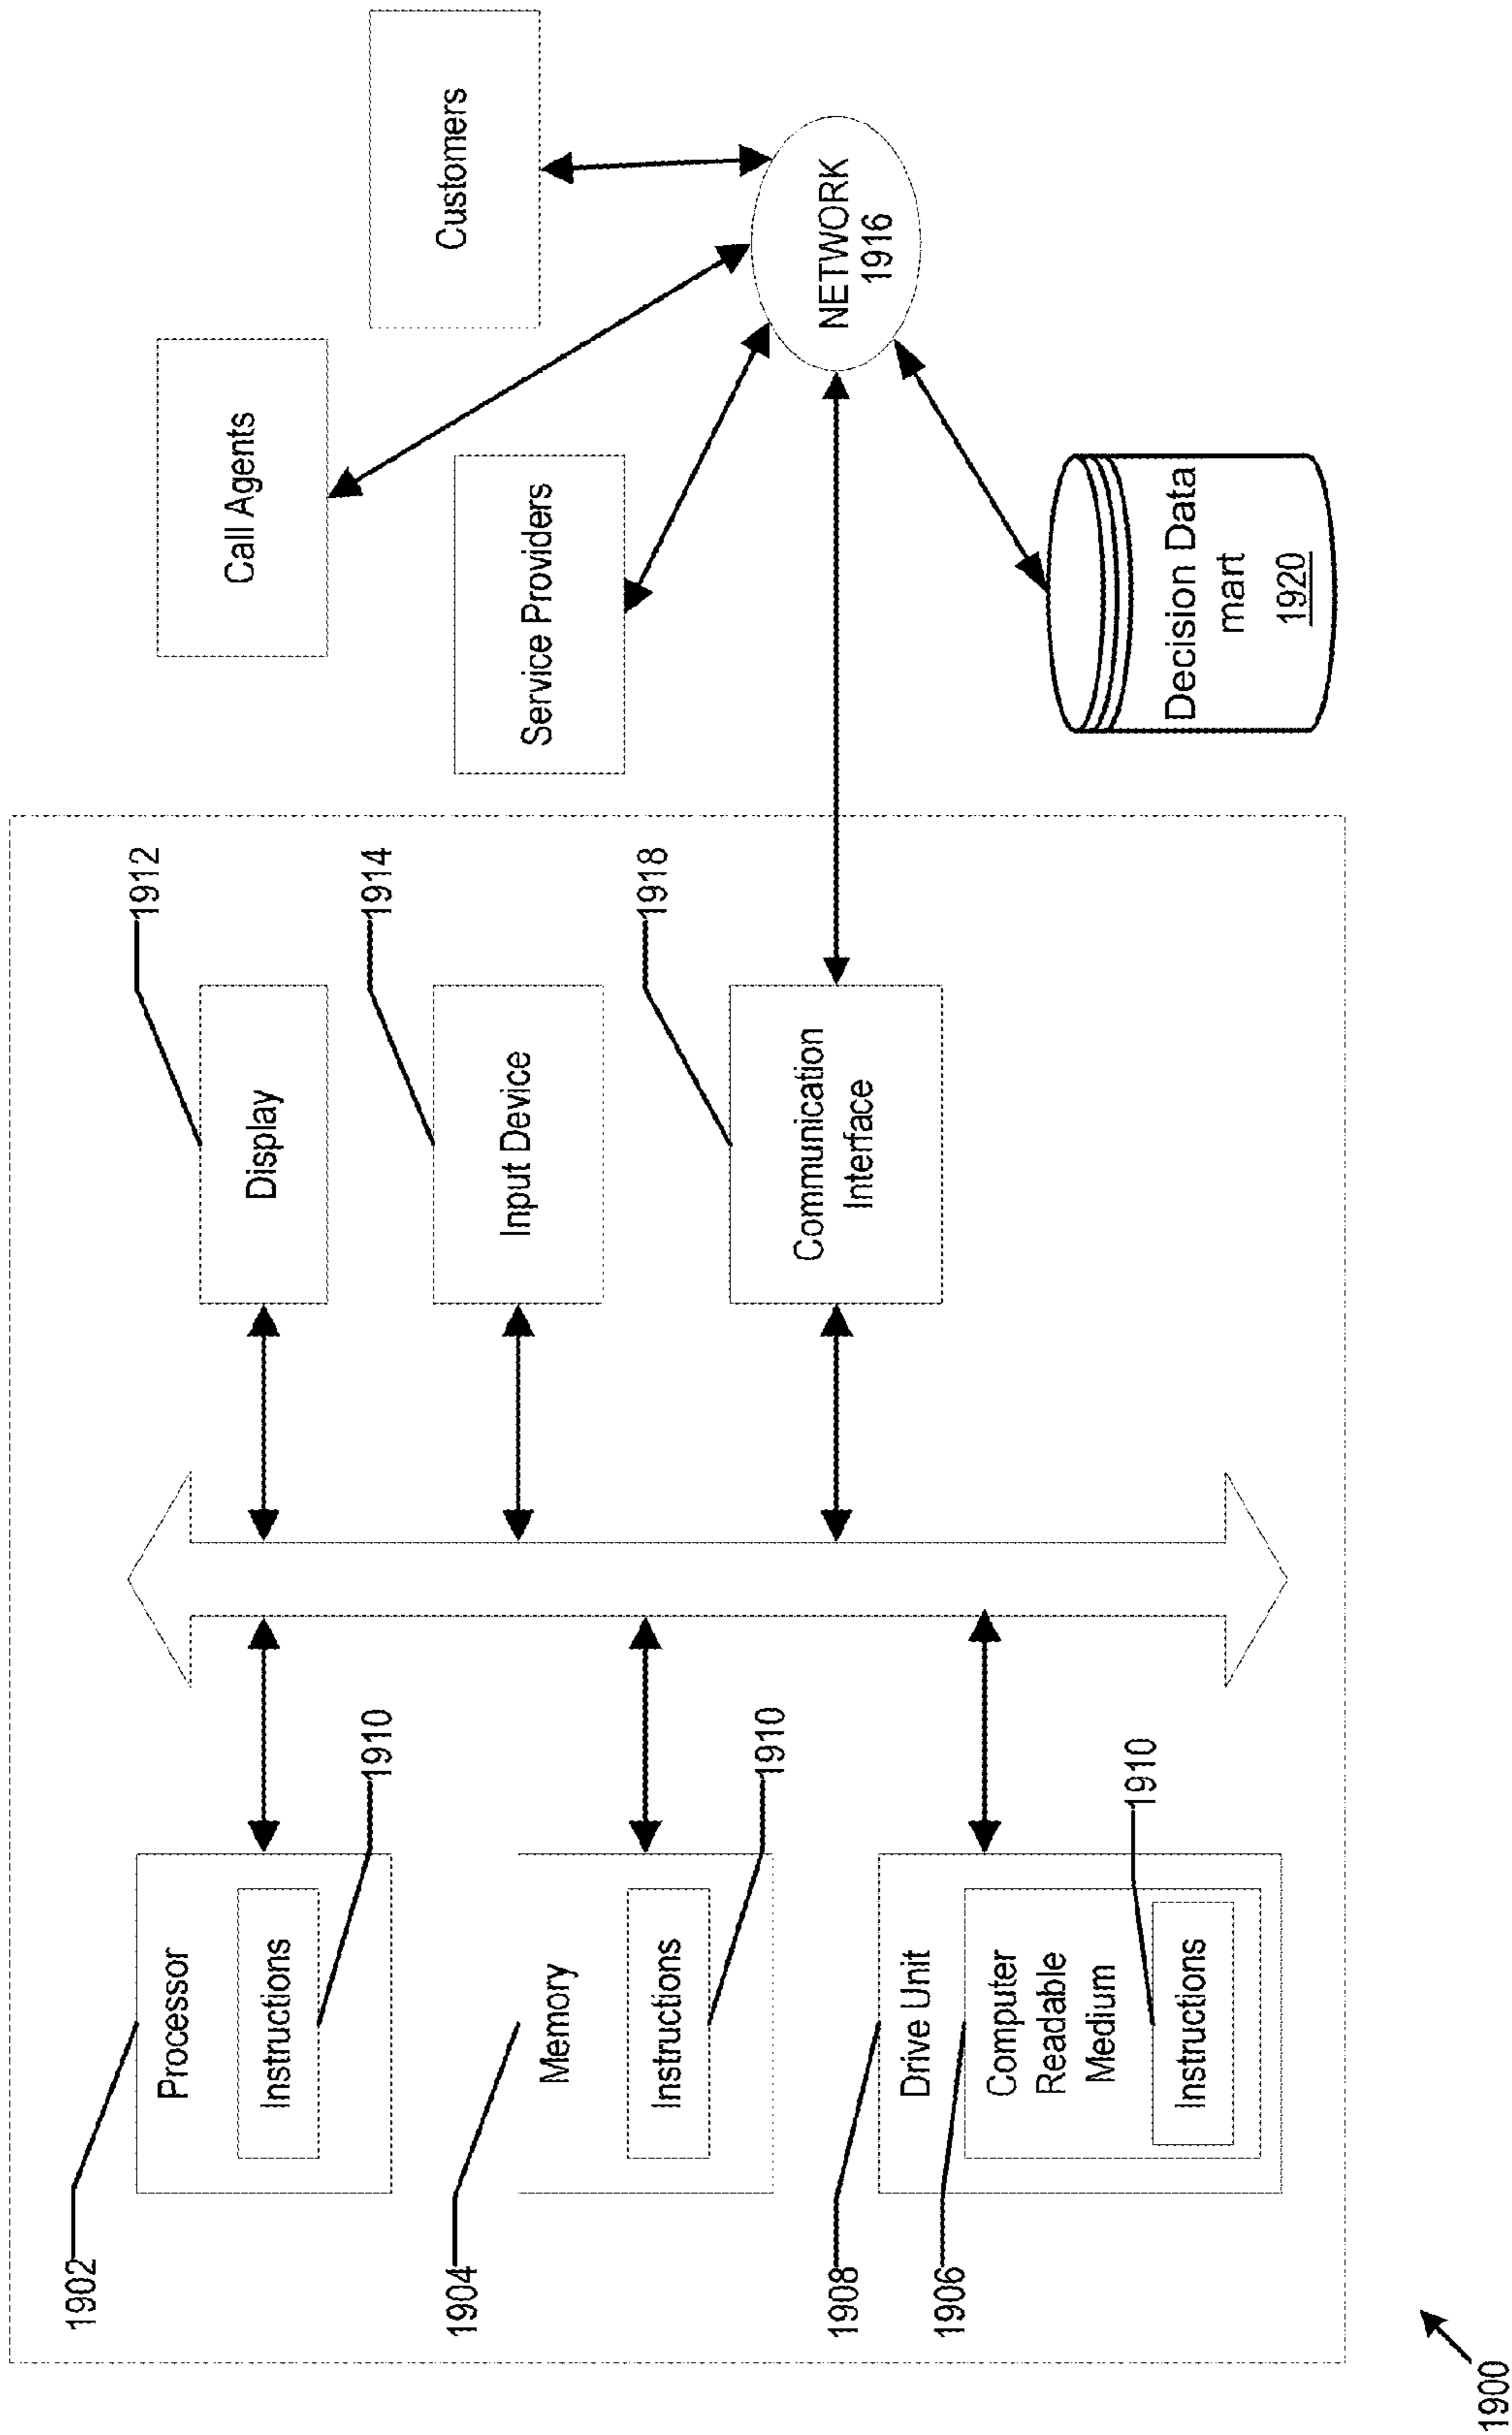 1902
Processor
Instructions
1910
1904
Memory
Instructions
1910
1908
Drive Unit
1906
Computer
Readable
Medium
1910
Instructions
Display
1912
Input Device
1914
Communication
Interface
1918
Call Agents
Customers
Service Providers
NETWORK
1916
Decision Data
mart
1920
1900